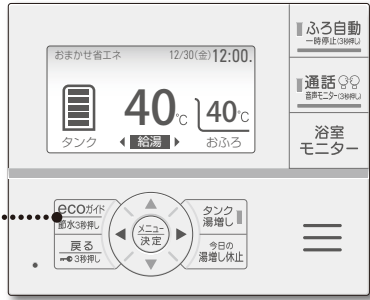 おまかせ省エネ 12/30(金)12:00.
40℃ 40℃
タンク 給湯 おふろ
ふろ自動
一時停止(3秒押し)
通話
音声モニター(3秒押し)
浴室
モニター
ecoガイド
節水3秒押し
戻る
3秒押し
メニュー
決定
タンク
湯増し
今日の
湯増し休止